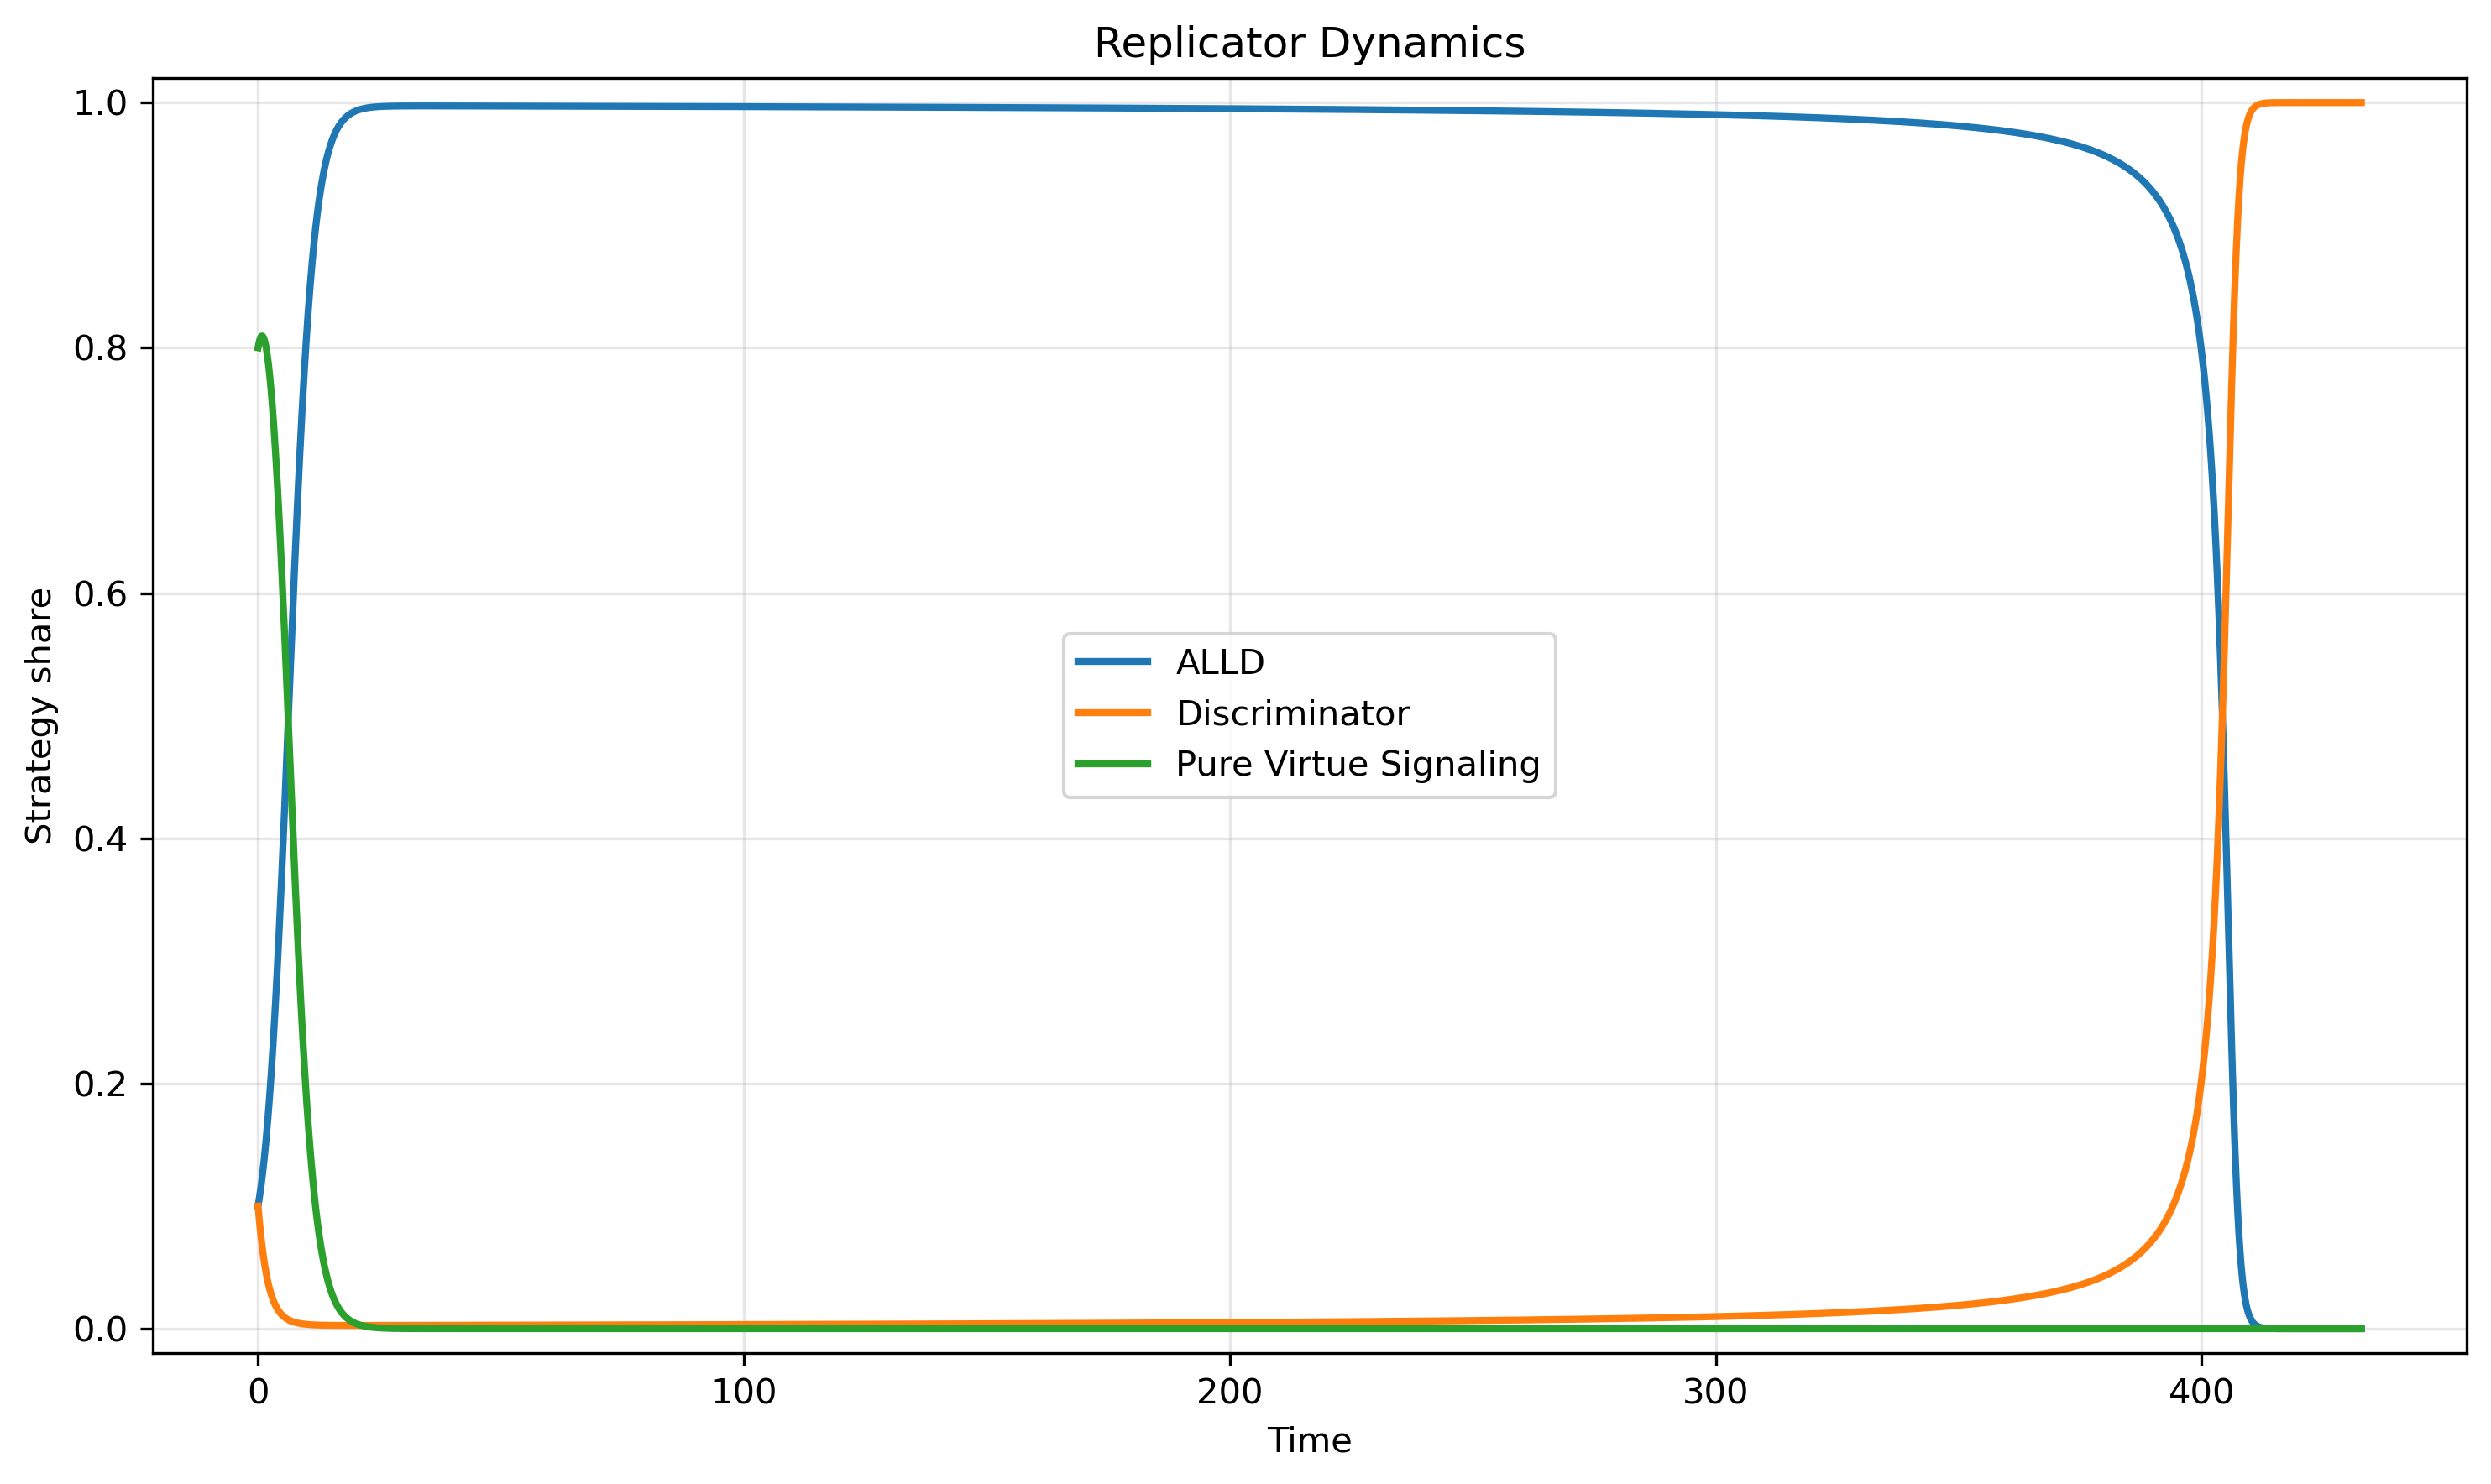 Replicator Dynamics
Strategy share
1.0
0.8
0.6
0.4
0.2
0.0
ALLD
Discriminator
Pure Virtue Signaling
0 100 200 300 400
Time